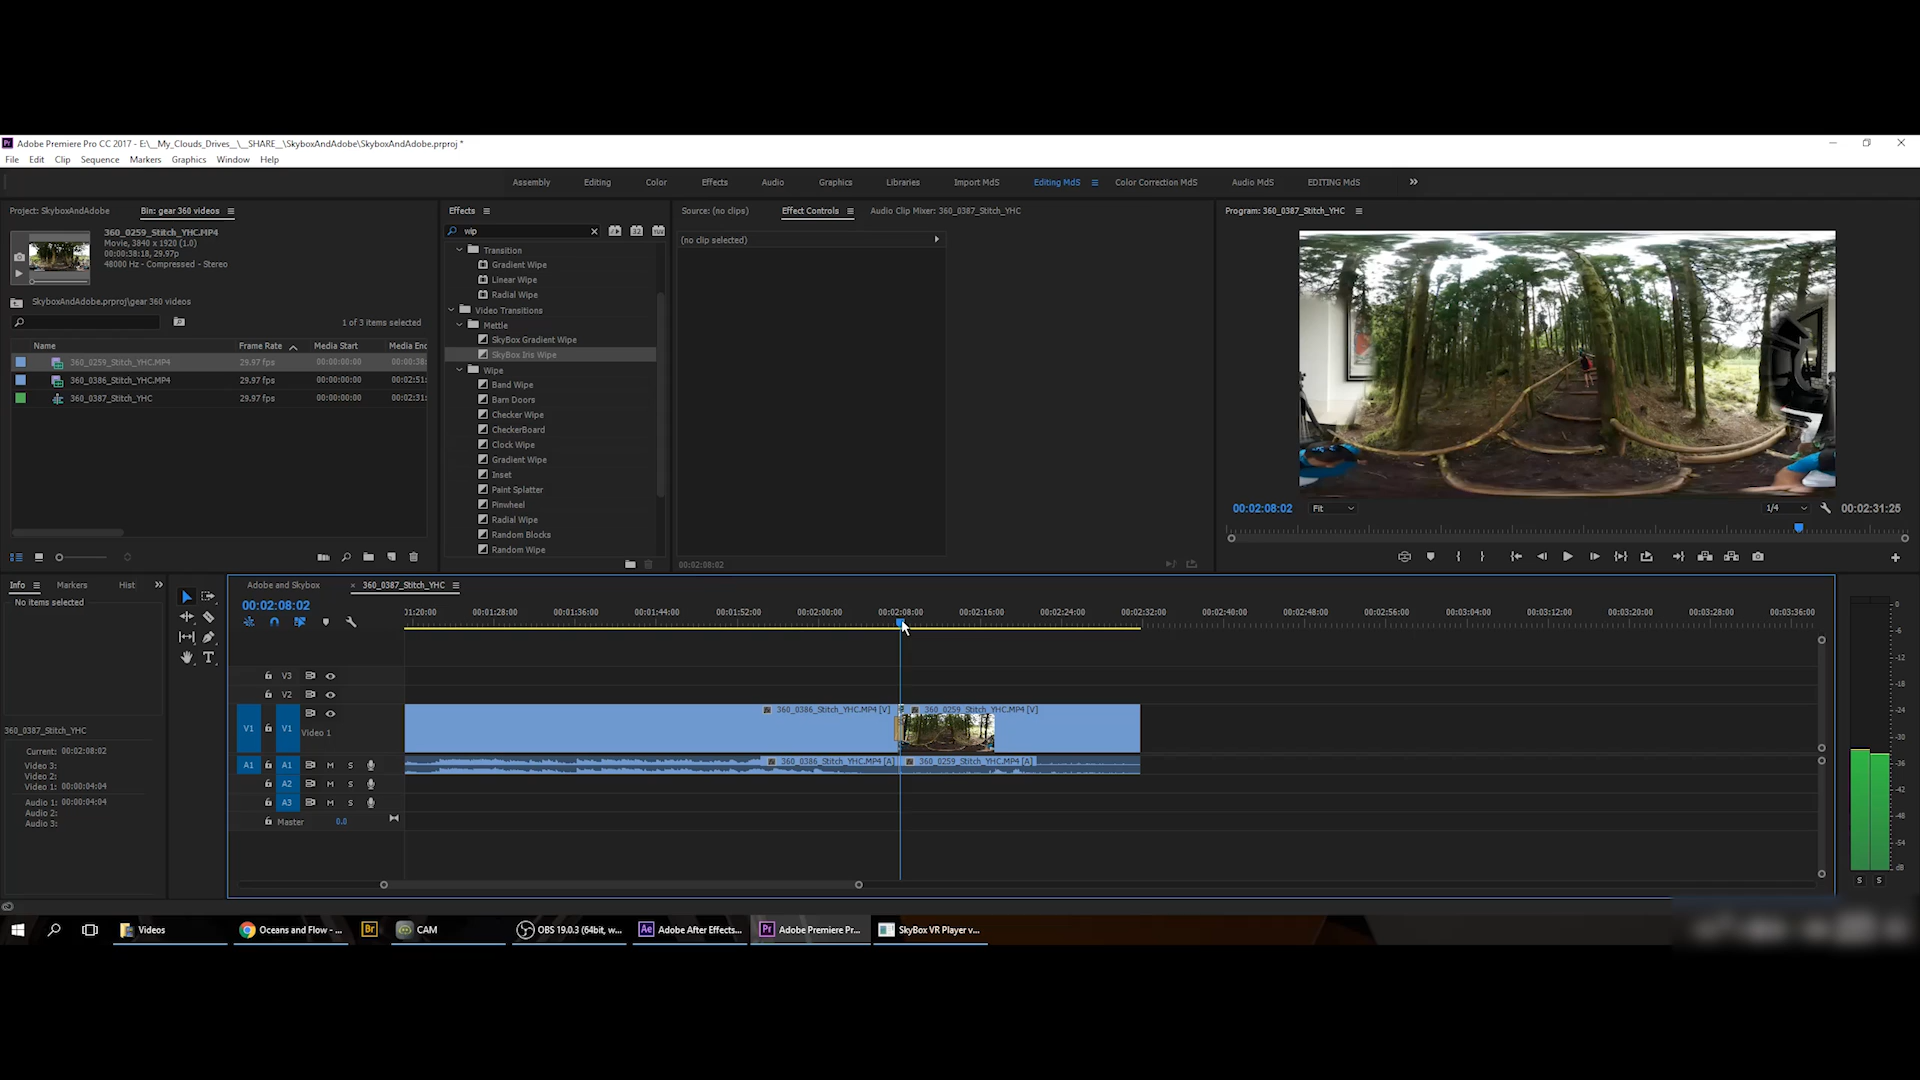 Adobe Premiere Pro CC 2017 - E:\__My_Clouds_Drives__\__SHARE__\SkyboxAndAdobe\SkyboxAndAdobe.prproj *
File Edit Clip Sequence Markers Graphics Window Help
Assembly Editing Color Effects Audio Graphics Libraries Import MdS Editing MdS Color Correction MdS Audio MdS EDITING MdS
Project: SkyboxAndAdobe Bin: gear 360 videos
360_0259_Stitch_YHC.MP4
Movie, 3840 x 1920 (1.0)
00:00:38:18, 29.97p
48000 Hz - Compressed - Stereo
SkyboxAndAdobe.prproj\gear 360 videos
1 of 3 items selected
Name Frame Rate Media Start Media End
360_0259_Stitch_YHC.MP4 29.97 fps 00:00:00:00 00:00:38:
360_0386_Stitch_YHC.MP4 29.97 fps 00:00:00:00 00:02:51:
360_0387_Stitch_YHC 29.97 fps 00:00:00:00 00:02:31:
Effects
wip
Transition
Gradient Wipe
Linear Wipe
Radial Wipe
Video Transitions
Mettle
SkyBox Gradient Wipe
SkyBox Iris Wipe
Wipe
Band Wipe
Barn Doors
Checker Wipe
CheckerBoard
Clock Wipe
Gradient Wipe
Inset
Paint Splatter
Pinwheel
Radial Wipe
Random Blocks
Random Wipe
Source: (no clips) Effect Controls Audio Clip Mixer: 360_0387_Stitch_YHC
(no clip selected)
00:02:08:02
Program: 360_0387_Stitch_YHC
00:02:08:02 Fit 1/4 00:02:31:25
Info Markers Hist
No items selected
360_0387_Stitch_YHC
Current: 00:02:08:02
Video 3:
Video 2:
Video 1: 00:00:04:04
Audio 1: 00:00:04:04
Audio 2:
Audio 3:
Adobe and Skybox × 360_0387_Stitch_YHC
00:02:08:02
01:20:00 00:01:28:00 00:01:36:00 00:01:44:00 00:01:52:00 00:02:00:00 00:02:08:00 00:02:16:00 00:02:24:00 00:02:32:00 00:02:40:00 00:02:48:00 00:02:56:00 00:03:04:00 00:03:12:00 00:03:20:00 00:03:28:00 00:03:36:00
V3
V2
V1 V1 Video 1
360_0386_Stitch_YHC.MP4 [V] 360_0259_Stitch_YHC.MP4 [V]
A1 A1 M S
360_0386_Stitch_YHC.MP4 [A] 360_0259_Stitch_YHC.MP4 [A]
A2 M S
A3 M S
Master 0.0
0
-6
-12
-18
-24
-30
-36
-42
-48
-54
dB
S S
Videos Oceans and Flow - ... Br CAM OBS 19.0.3 (64bit, w... Ae Adobe After Effects... Pr Adobe Premiere Pr... SkyBox VR Player v...